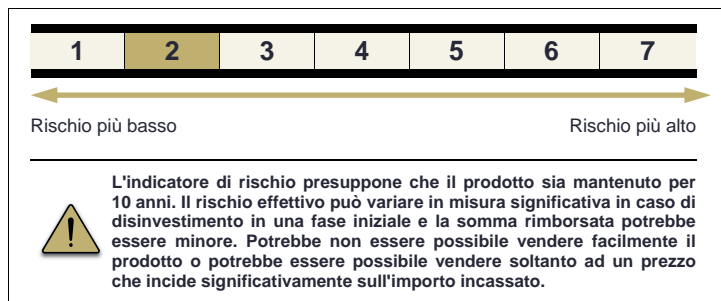 1 2 3 4 5 6 7
Rischio più basso Rischio più alto
L'indicatore di rischio presuppone che il prodotto sia mantenuto per
10 anni. Il rischio effettivo può variare in misura significativa in caso di
disinvestimento in una fase iniziale e la somma rimborsata potrebbe
essere minore. Potrebbe non essere possibile vendere facilmente il
prodotto o potrebbe essere possibile vendere soltanto ad un prezzo
che incide significativamente sull'importo incassato.